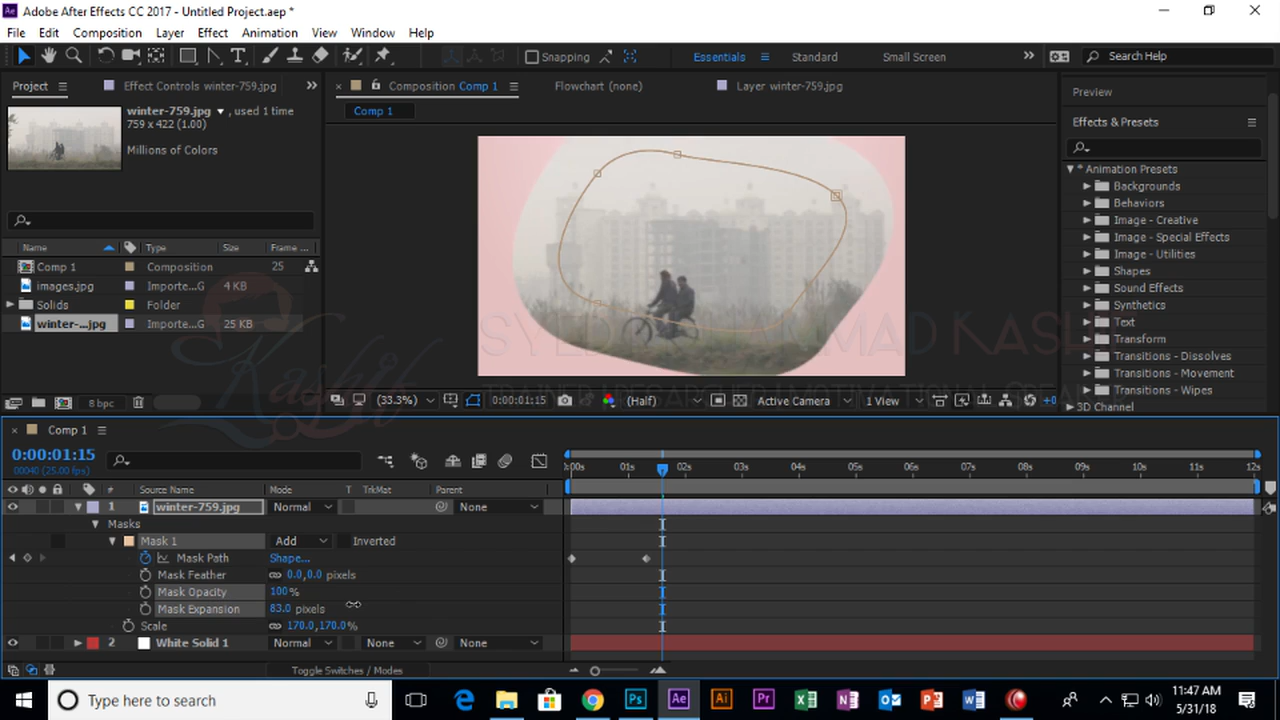 Adobe After Effects CC 2017 - Untitled Project.aep *
File Edit Composition Layer Effect Animation View Window Help
Snapping Essentials Standard Small Screen Search Help
Project Effect Controls winter-759.jpg Composition Comp 1 Flowchart (none) Layer winter-759.jpg Preview
winter-759.jpg , used 1 time
759 x 422 (1.00)
Millions of Colors
Comp 1
Effects & Presets
* Animation Presets
Backgrounds
Behaviors
Image - Creative
Image - Special Effects
Image - Utilities
Shapes
Sound Effects
Synthetics
Text
Transform
Transitions - Dissolves
Transitions - Movement
Transitions - Wipes
3D Channel
Name Type Size Frame ...
Comp 1 Composition 25
images.jpg Importe...G 4 KB
Solids Folder
winter-...jpg Importe...G 25 KB
Kashif
8 bpc
(33.3%) 0:00:01:15 (Half) Active Camera 1 View +0
Comp 1
0:00:01:15
00040 (25.00 fps)
:00s 01s 02s 03s 04s 05s 06s 07s 08s 09s 10s 11s 12s
# Source Name Mode T TrkMat Parent
1 winter-759.jpg Normal None
Masks
Mask 1 Add Inverted
Mask Path Shape...
Mask Feather 0.0,0.0 pixels
Mask Opacity 100%
Mask Expansion 83.0 pixels
Scale 170.0,170.0%
2 White Solid 1 Normal None None
Toggle Switches / Modes
Type here to search
11:47 AM
5/31/18